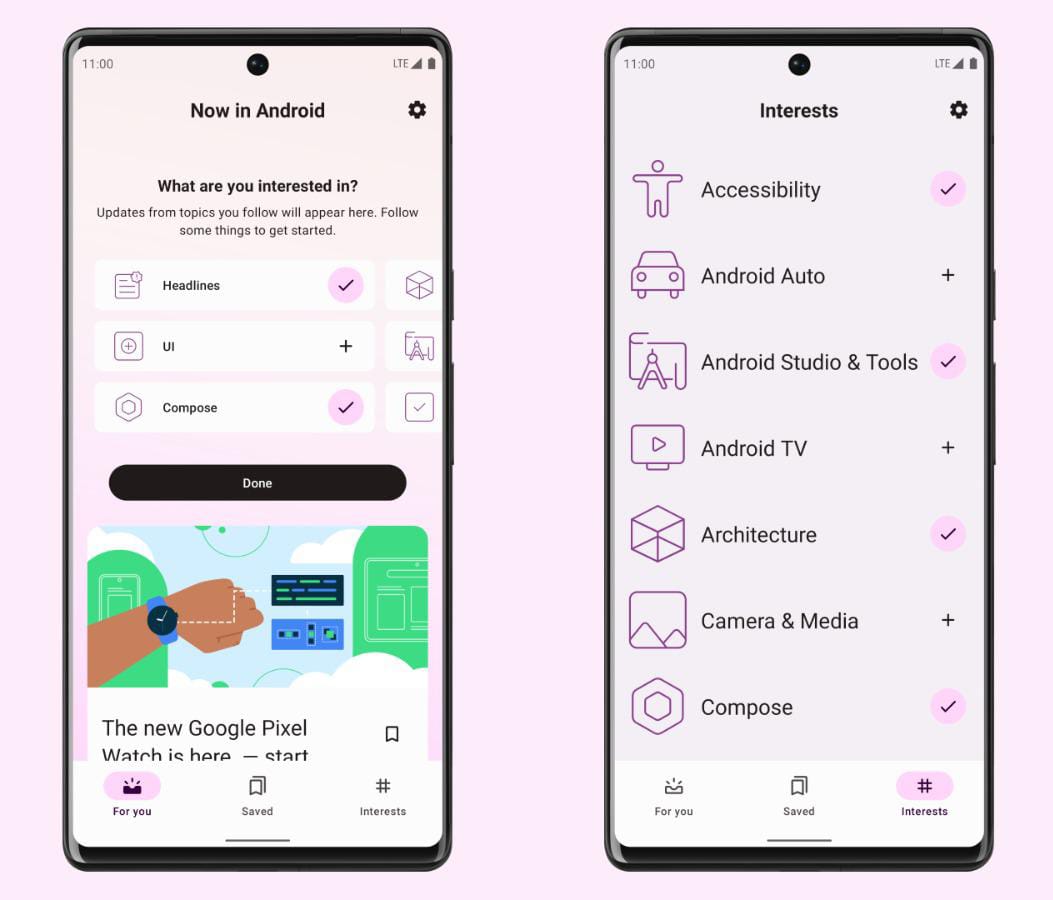 11:00
LTE
Now in Android
What are you interested in?
Updates from topics you follow will appear here. Follow
some things to get started.
Headlines
UI
Compose
Done
The new Google Pixel
Watch is here — start
For you
Saved
Interests
11:00
LTE
Interests
Accessibility
Android Auto
Android Studio & Tools
Android TV
Architecture
Camera & Media
Compose
For you
Saved
Interests